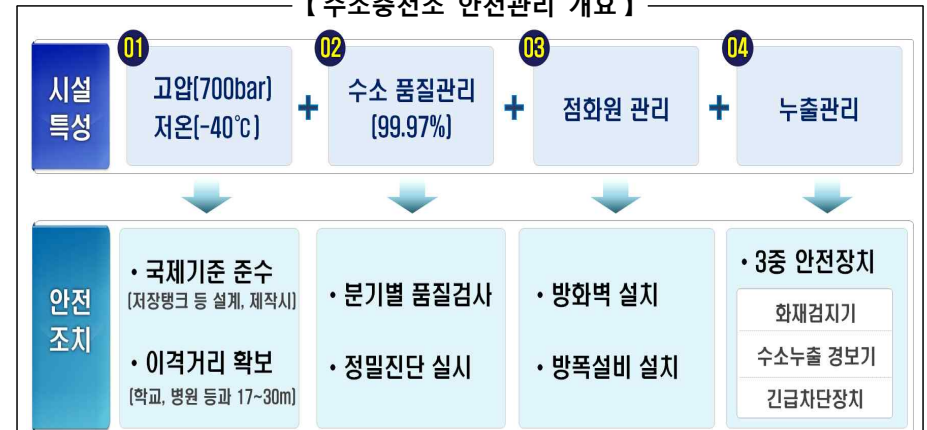 【 수소충전소 안전관리 개요 】
시설
특성
01
고압(700bar)
저온(-40℃)
+
02
수소 품질관리
(99.97%)
+
03
점화원 관리
+
04
누출관리
안전
조치
• 국제기준 준수
(저장탱크 등 설계, 제작시)
• 이격거리 확보
(학교, 병원 등과 17~30m)
• 분기별 품질검사
• 정밀진단 실시
• 방화벽 설치
• 방폭설비 설치
• 3중 안전장치
화재검지기
수소누출 경보기
긴급차단장치